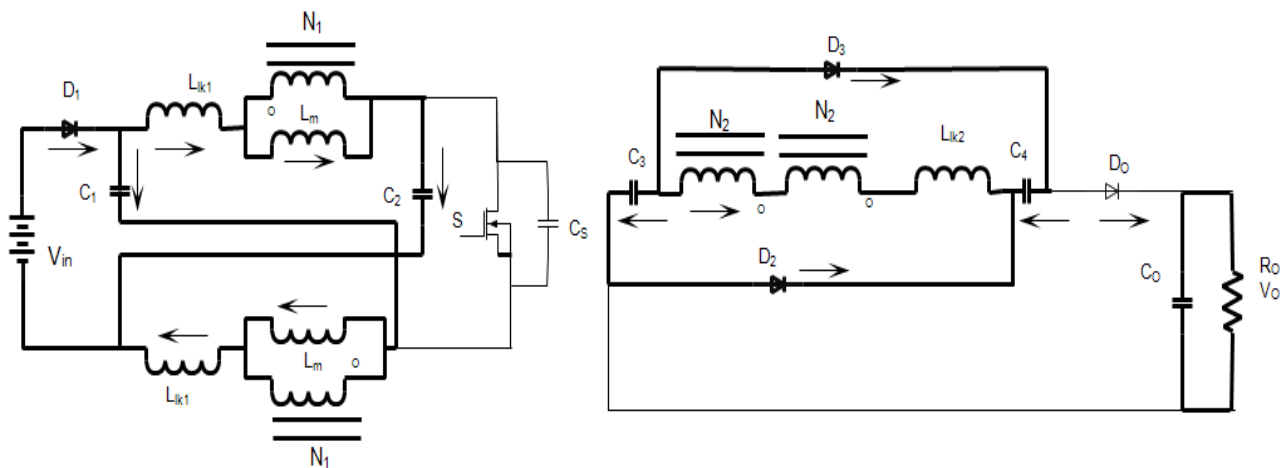 N1
D1
Llk1
Lm
C1
C2
S
CS
Vin
Lm
Llk1
N1
D3
N2
N2
Llk2
C3
C4
DO
D2
CO
RO
VO